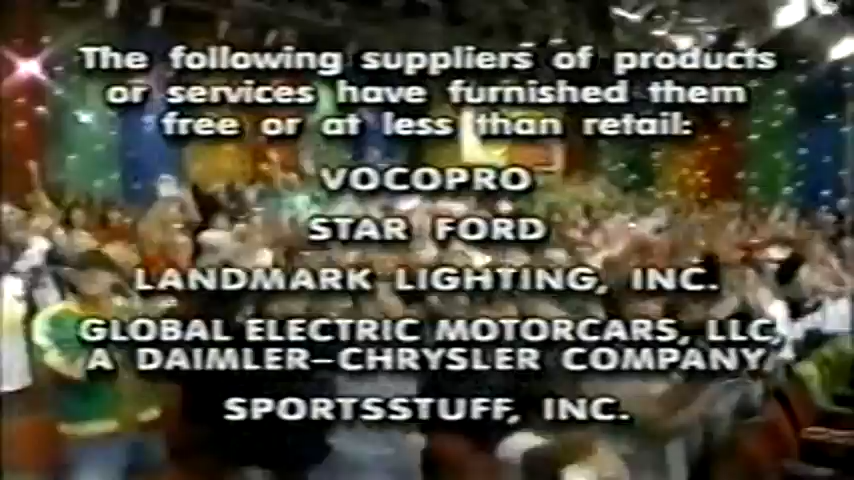 The following suppliers of products
or services have furnished them
free or at less than retail:
VOCOPRO
STAR FORD
LANDMARK LIGHTING, INC.
GLOBAL ELECTRIC MOTORCARS, LLC,
A DAIMLER-CHRYSLER COMPANY
SPORTSSTUFF, INC.